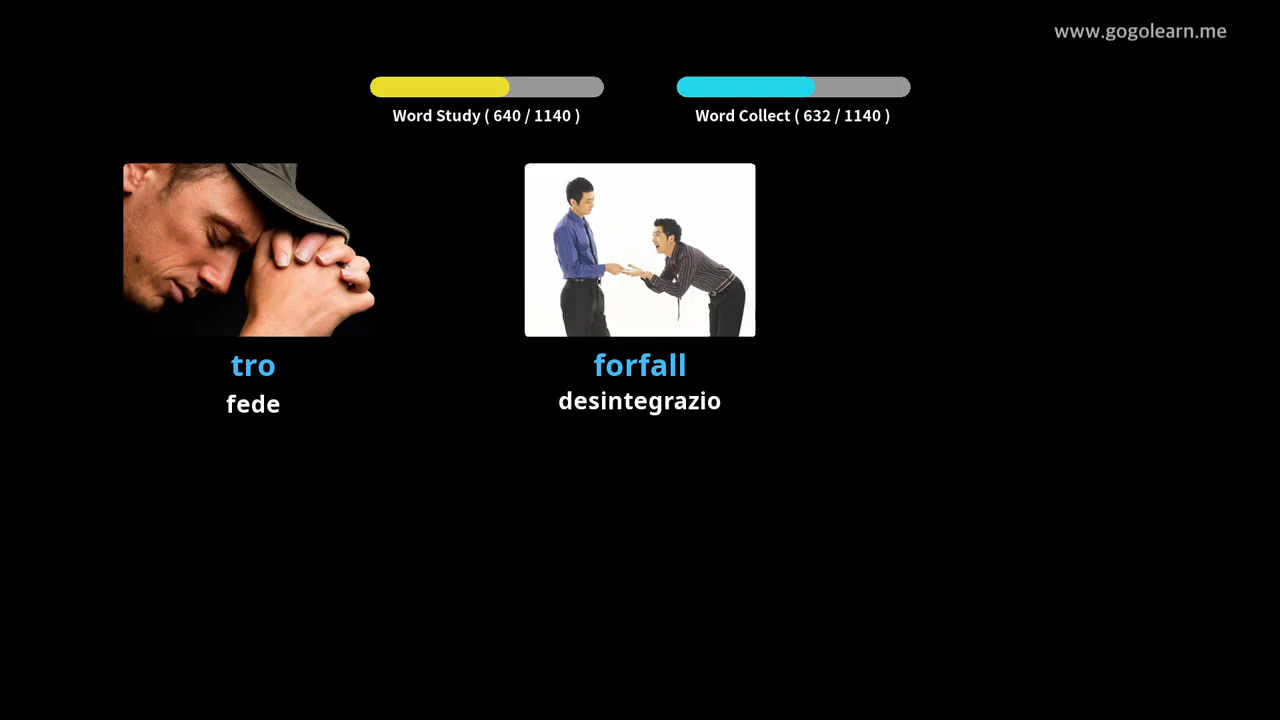 www.gogolearn.me
Word Study ( 640 / 1140 )
Word Collect ( 632 / 1140 )
tro
forfall
fede
desintegrazio